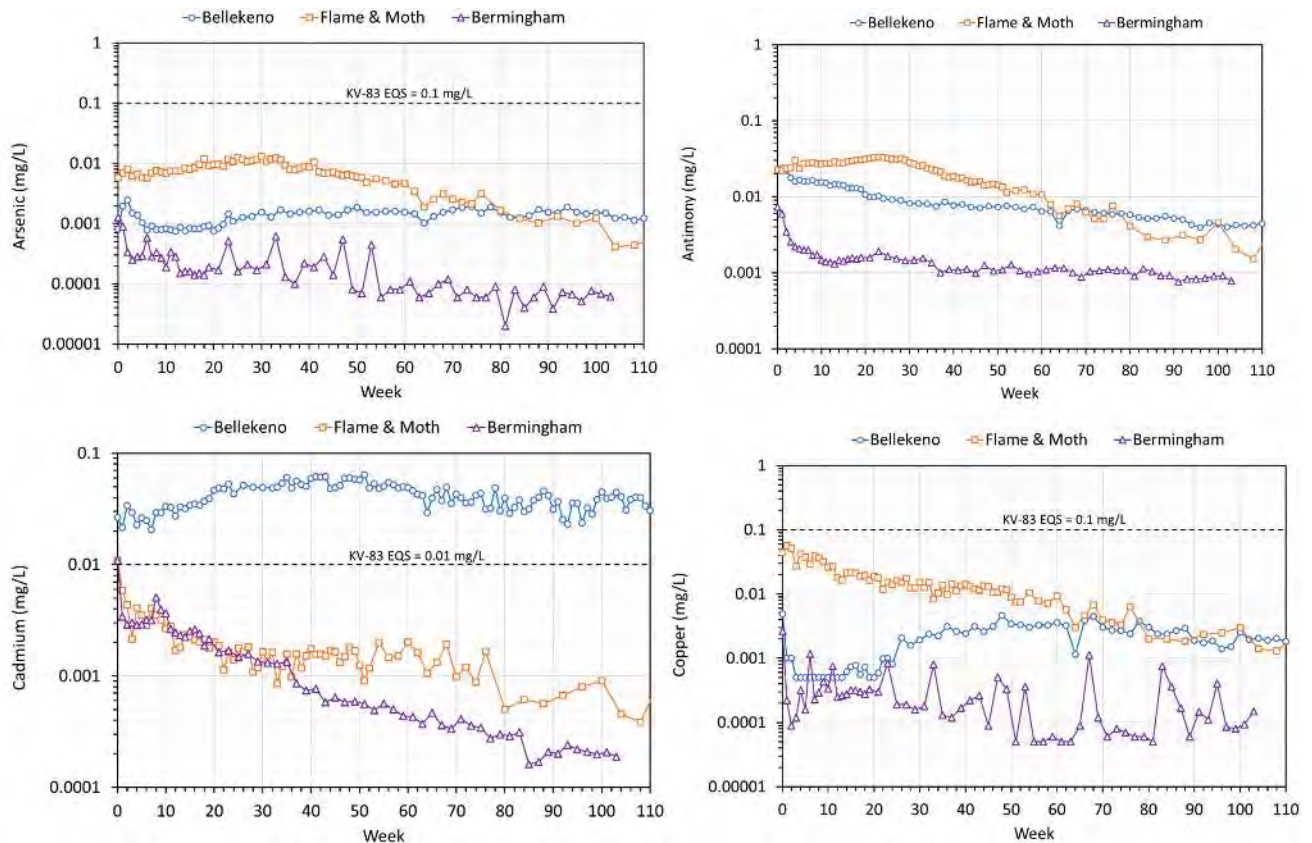 Bellekeno Flame & Moth Bermingham
1
0.1
0.01
0.001
0.0001
0.00001
Arsenic (mg/L)
KV-83 EQS = 0.1 mg/L
0 10 20 30 40 50 60 70 80 90 100 110
Week
Bellekeno Flame & Moth Bermingham
1
0.1
0.01
0.001
0.0001
Antimony (mg/L)
0 10 20 30 40 50 60 70 80 90 100 110
Week
Bellekeno Flame & Moth Bermingham
0.1
0.01
0.001
0.0001
Cadmium (mg/L)
KV-83 EQS = 0.01 mg/L
0 10 20 30 40 50 60 70 80 90 100 110
Week
Bellekeno Flame & Moth Bermingham
1
0.1
0.01
0.001
0.0001
0.00001
Copper (mg/L)
KV-83 EQS = 0.1 mg/L
0 10 20 30 40 50 60 70 80 90 100 110
Week